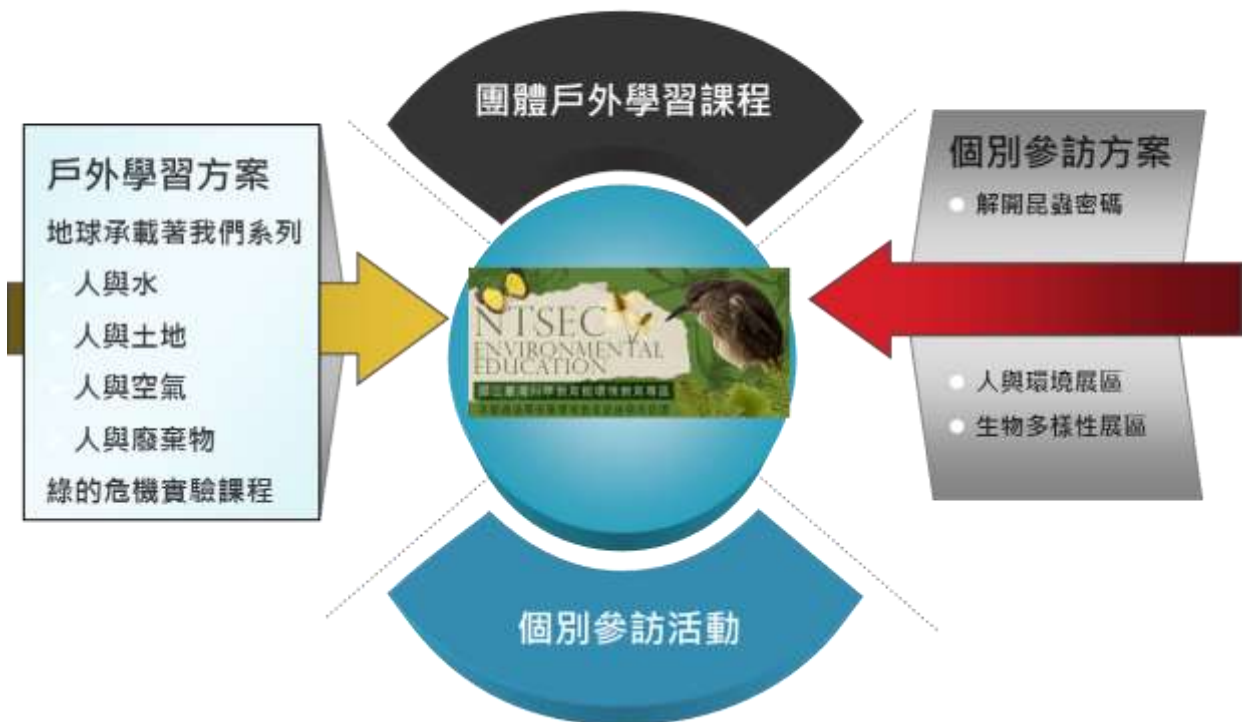 團體戶外學習課程
戶外學習方案
地球承載著我們系列
人與水
人與土地
人與空氣
人與廢棄物
綠的危機實驗課程
NTSEC
ENVIRONMENTAL
EDUCATION
個別參訪方案
解開昆蟲密碼
人與環境展區
生物多樣性展區
個別參訪活動